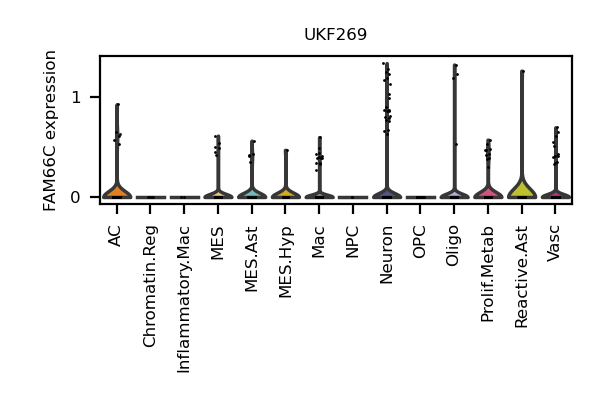 UKF269
FAM66C expression
1
0
AC
Chromatin.Reg
Inflammatory.Mac
MES
MES.Ast
MES.Hyp
Mac
NPC
Neuron
OPC
Oligo
Prolif.Metab
Reactive.Ast
Vasc